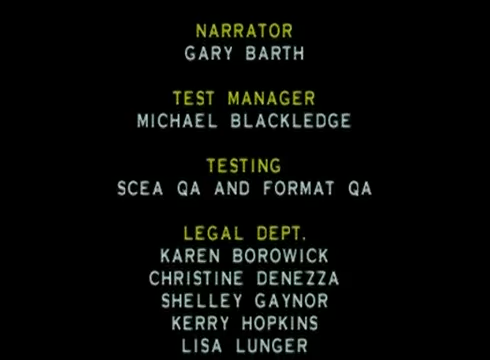 NARRATOR
GARY BARTH
TEST MANAGER
MICHAEL BLACKLEDGE
TESTING
SCEA QA AND FORMAT QA
LEGAL DEPT.
KAREN BOROWICK
CHRISTINE DENEZZA
SHELLEY GAYNOR
KERRY HOPKINS
LISA LUNGER